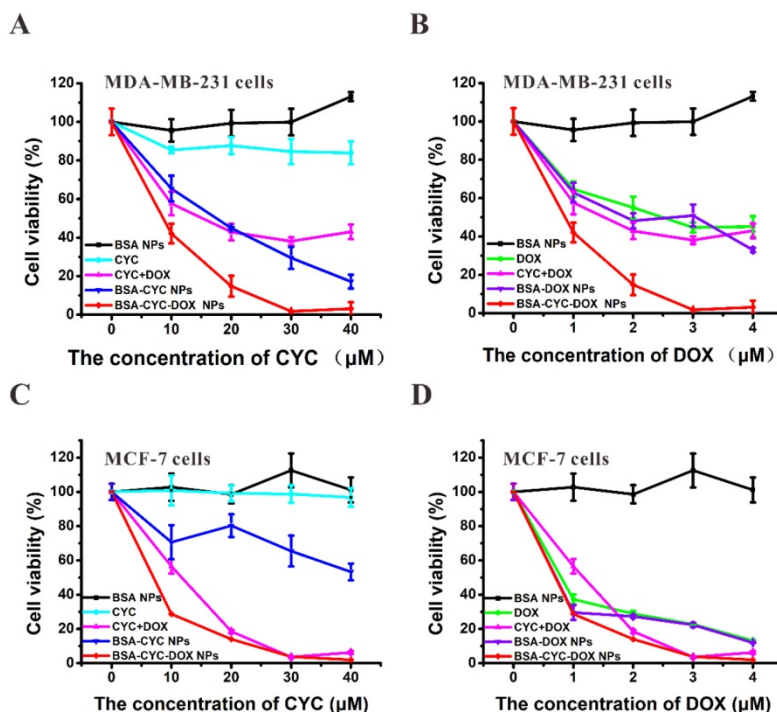 A
MDA-MB-231 cells
Cell viability (%)
120
100
80
60
40
20
0
BSA NPs
CYC
CYC+DOX
BSA-CYC NPs
BSA-CYC-DOX NPs
0 10 20 30 40
The concentration of CYC （μM）
B
MDA-MB-231 cells
Cell viability (%)
120
100
80
60
40
20
0
BSA NPs
DOX
CYC+DOX
BSA-DOX NPs
BSA-CYC-DOX NPs
0 1 2 3 4
The concentration of DOX （μM）
C
MCF-7 cells
Cell viability (%)
120
100
80
60
40
20
0
BSA NPs
CYC
CYC+DOX
BSA-CYC NPs
BSA-CYC-DOX NPs
0 10 20 30 40
The concentration of CYC (μM)
D
MCF-7 cells
Cell viability (%)
120
100
80
60
40
20
0
BSA NPs
DOX
CYC+DOX
BSA-DOX NPs
BSA-CYC-DOX NPs
0 1 2 3 4
The concentration of DOX (μM)